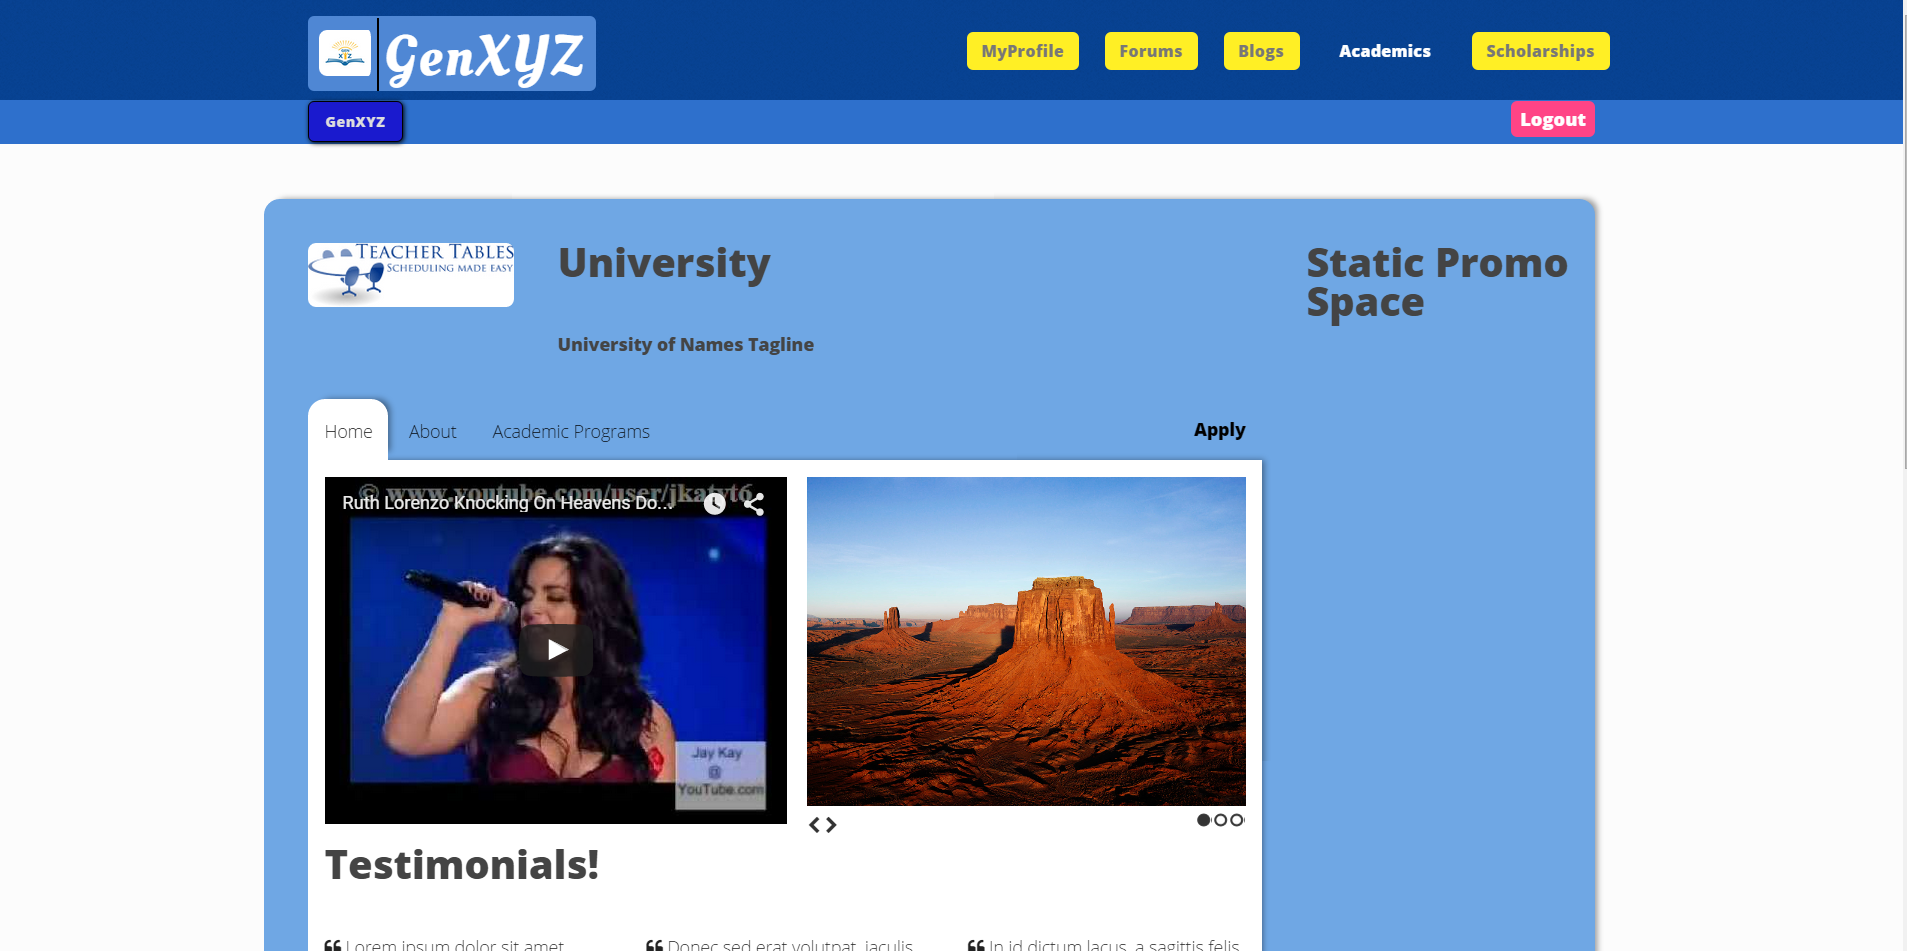 GenXYZ
MyProfile
Forums
Blogs
Academics
Scholarships
GenXYZ
Logout
TEACHER TABLES
SCHEDULING MADE EASY
University
Static Promo
Space
University of Names Tagline
Home
About
Academic Programs
Apply
© www.youtube.com/user/jkatyt6
Ruth Lorenzo Knocking On Heavens Do...
Jay Kay
@
YouTube.com
Testimonials!
❝ Lorem ipsum dolor sit amet,
❝ Donec sed erat volutpat, iaculis
❝ In id dictum lacus, a sagittis felis